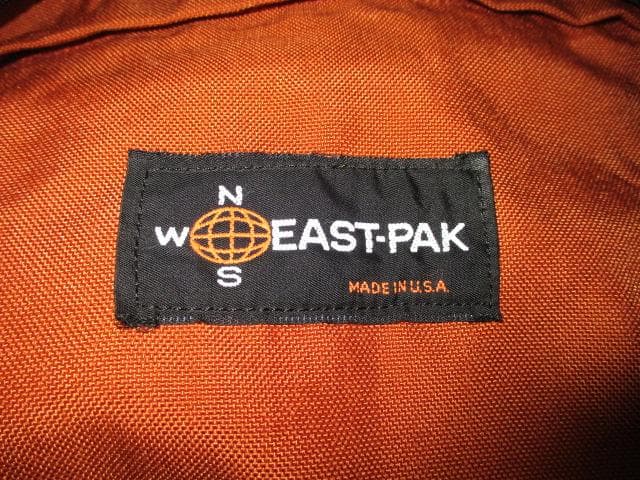 N
W EAST-PAK
S
MADE IN U.S.A.